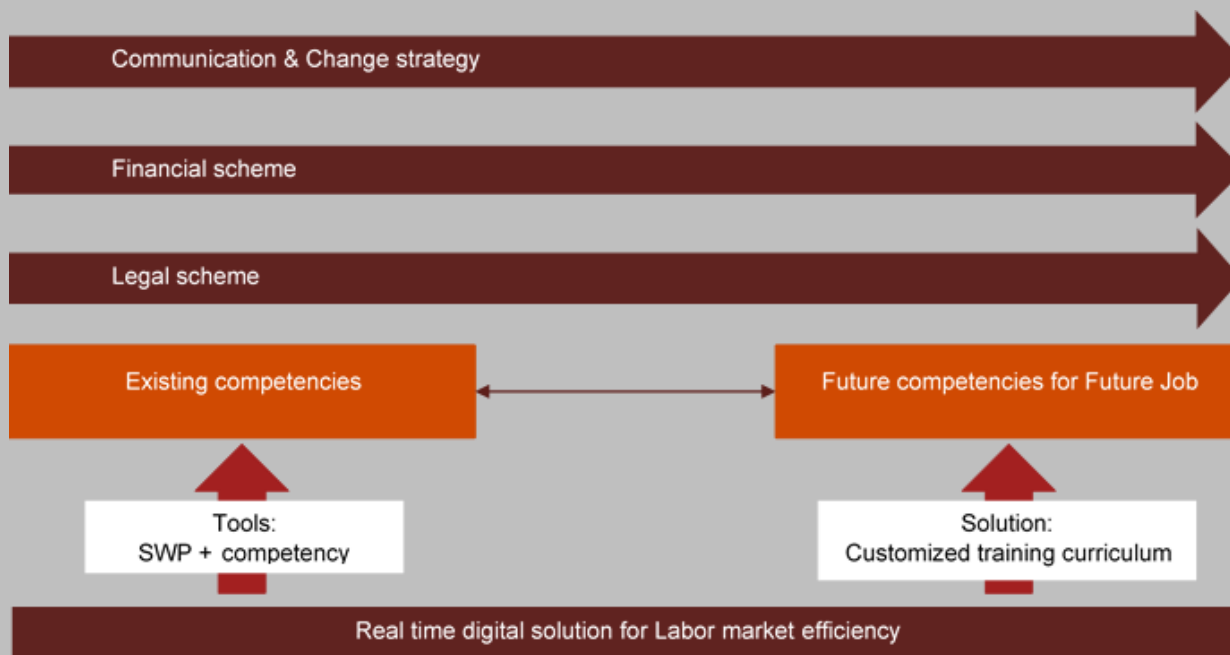 Communication & Change strategy
Financial scheme
Legal scheme
Existing competencies
Future competencies for Future Job
Tools:
SWP + competency
Solution:
Customized training curriculum
Real time digital solution for Labor market efficiency